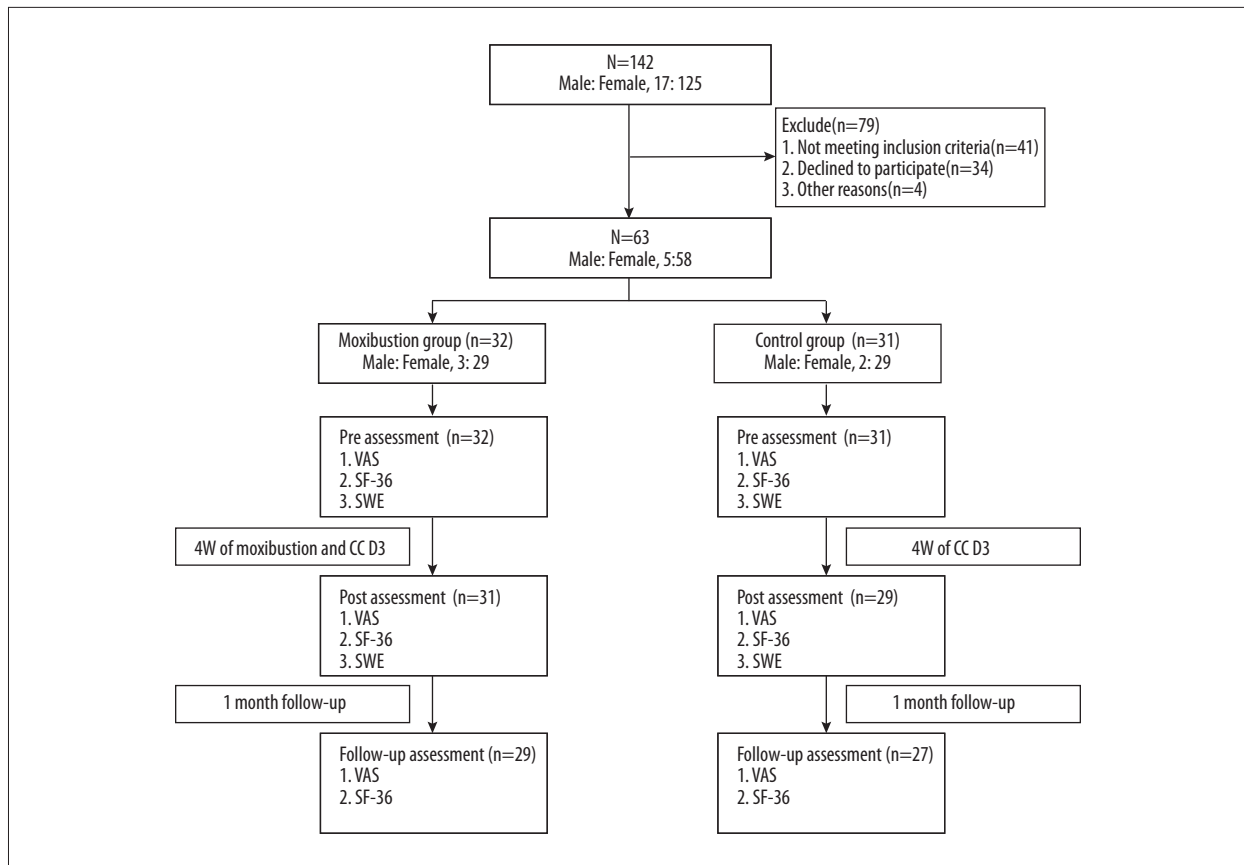 N=142
Male: Female, 17: 125
Exclude(n=79)
1. Not meeting inclusion criteria(n=41)
2. Declined to participate(n=34)
3. Other reasons(n=4)
N=63
Male: Female, 5:58
Moxibustion group (n=32)
Male: Female, 3: 29
Control group (n=31)
Male: Female, 2: 29
Pre assessment (n=32)
1. VAS
2. SF-36
3. SWE
Pre assessment (n=31)
1. VAS
2. SF-36
3. SWE
4W of moxibustion and CC D3
4W of CC D3
Post assessment (n=31)
1. VAS
2. SF-36
3. SWE
Post assessment (n=29)
1. VAS
2. SF-36
3. SWE
1 month follow-up
1 month follow-up
Follow-up assessment (n=29)
1. VAS
2. SF-36
Follow-up assessment (n=27)
1. VAS
2. SF-36